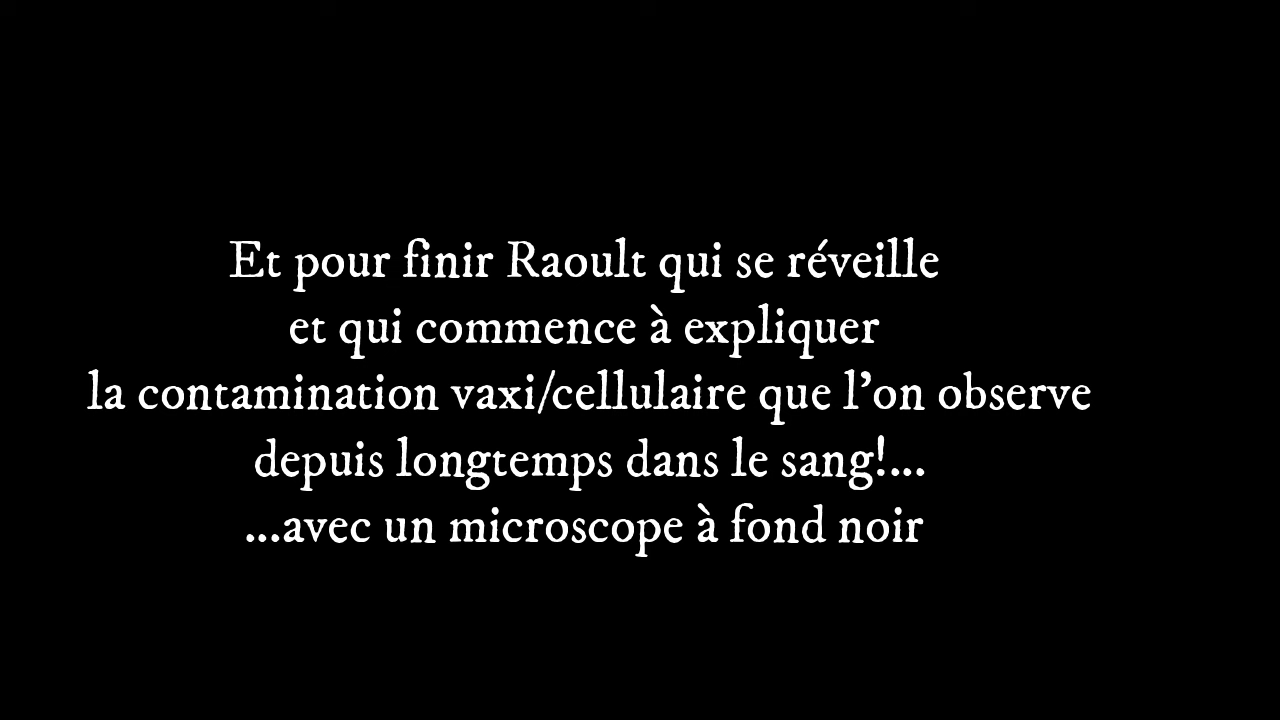 Et pour finir Raoult qui se réveille
et qui commence à expliquer
la contamination vaxi/cellulaire que l'on observe
depuis longtemps dans le sang!...
...avec un microscope à fond noir